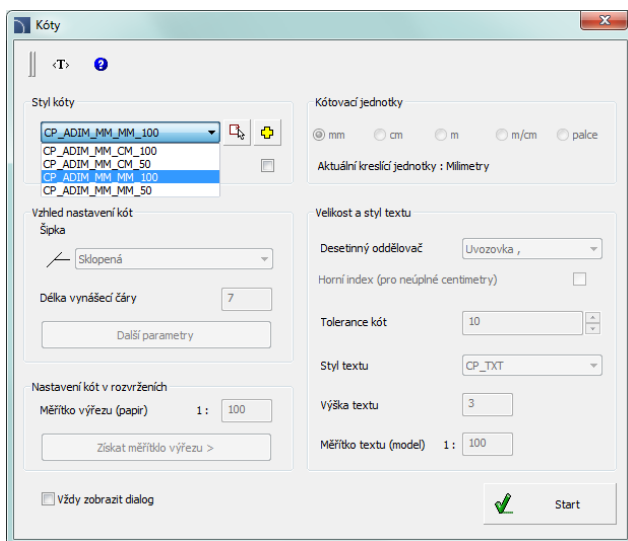 Kóty
‹T›
Styl kóty
CP_ADIM_MM_MM_100
CP_ADIM_MM_CM_100
CP_ADIM_MM_CM_50
CP_ADIM_MM_MM_100
CP_ADIM_MM_MM_50
Kótovací jednotky
mm cm m m/cm palce
Aktuální kreslící jednotky : Milimetry
Vzhled nastavení kót
Šipka
Sklopená
Délka vynášecí čáry 7
Další parametry
Nastavení kót v rozvrženích
Měřítko výřezu (papir) 1 : 100
Získat měřítklo výřezu >
Velikost a styl textu
Desetinný oddělovač Uvozovka ,
Horní index (pro neúplné centimetry)
Tolerance kót 10
Styl textu CP_TXT
Výška textu 3
Měřítko textu (model) 1 : 100
Vždy zobrazit dialog
Start